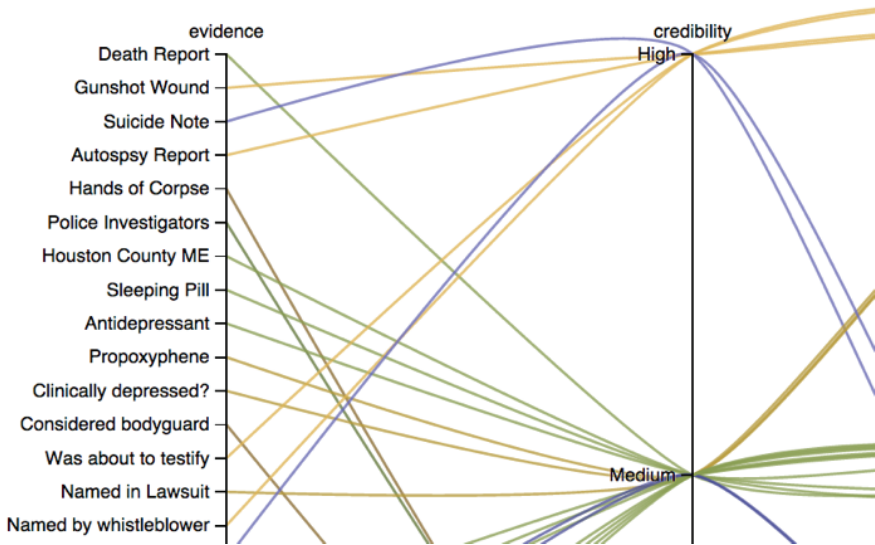 evidence
credibility
Death Report
High
Gunshot Wound
Suicide Note
Autospsy Report
Hands of Corpse
Police Investigators
Houston County ME
Sleeping Pill
Antidepressant
Propoxyphene
Clinically depressed?
Considered bodyguard
Was about to testify
Medium
Named in Lawsuit
Named by whistleblower